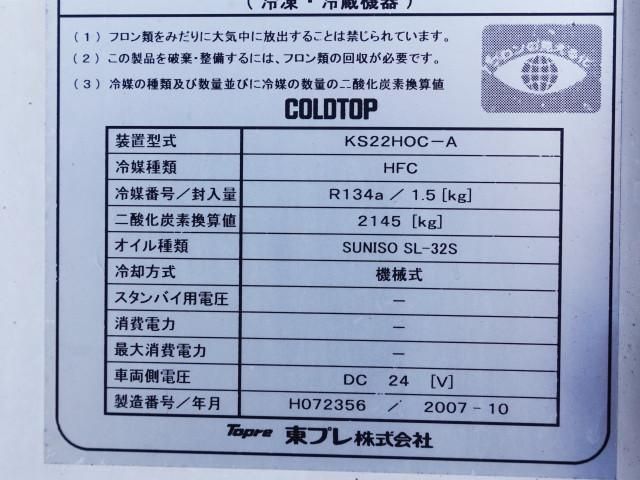 (冷凍・冷蔵機器)
(1) フロン類をみだりに大気中に放出することは禁じられています。
(2) この製品を破棄・整備するには、フロン類の回収が必要です。
(3) 冷媒の種類及び数量並びに冷媒の数量の二酸化炭素換算値
フロンの見える化
COLDTOP
装置型式 KS22HOC-A
冷媒種類 HFC
冷媒番号/封入量 R134a / 1.5 [kg]
二酸化炭素換算値 2145 [kg]
オイル種類 SUNISO SL-32S
冷却方式 機械式
スタンバイ用電圧 -
消費電力 -
最大消費電力 -
車両側電圧 DC 24 [V]
製造番号/年月 H072356 / 2007-10
Topre 東プレ株式会社